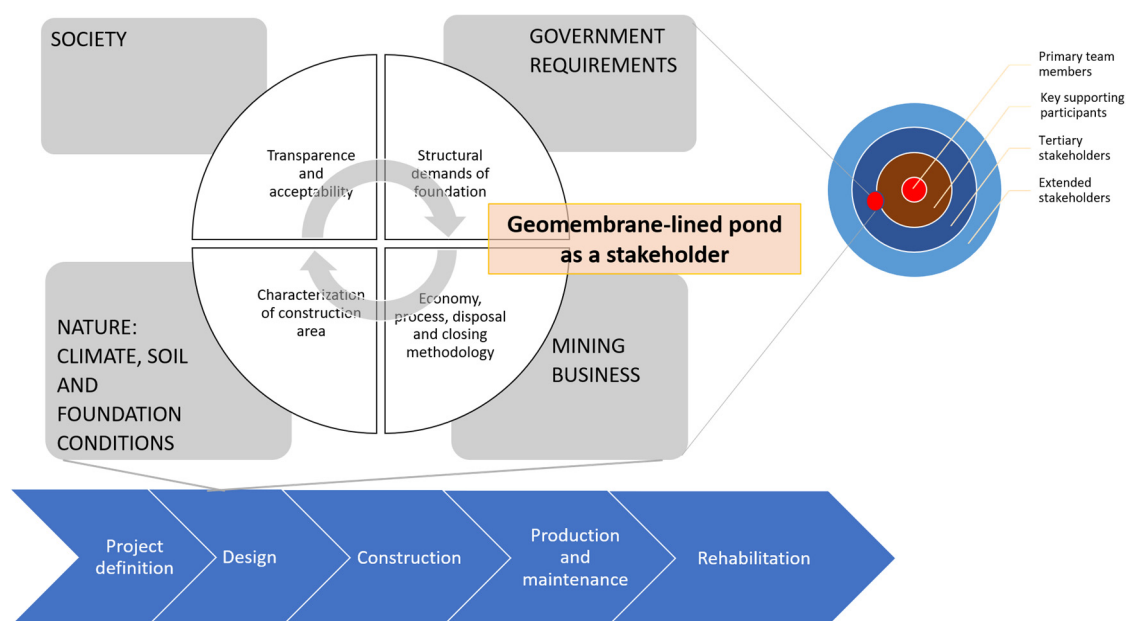 SOCIETY
GOVERNMENT
REQUIREMENTS
Transparence
and
acceptability
Structural
demands of
foundation
Geomembrane-lined pond
as a stakeholder
Characterization
of construction
area
Economy,
process, disposal
and closing
methodology
NATURE:
CLIMATE, SOIL
AND
FOUNDATION
CONDITIONS
MINING
BUSINESS
Primary team
members
Key supporting
participants
Tertiary
stakeholders
Extended
stakeholders
Project
definition
Design
Construction
Production
and
maintenance
Rehabilitation